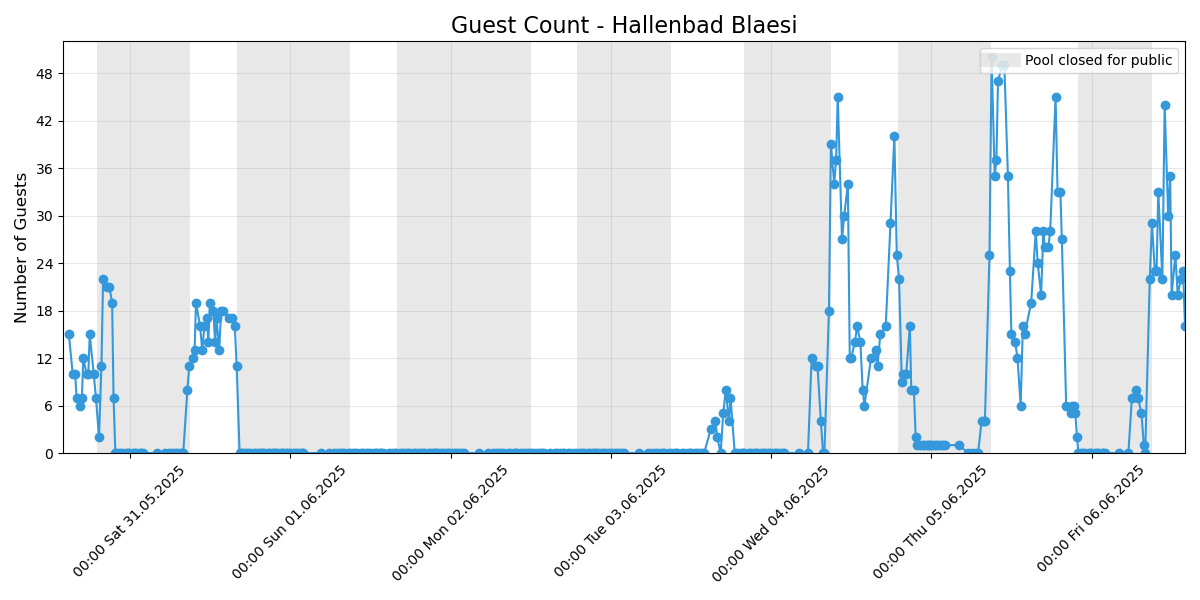 Guest Count - Hallenbad Blaesi
Pool closed for public
Number of Guests
48
42
36
30
24
18
12
6
0
00:00 Sat 31.05.2025
00:00 Sun 01.06.2025
00:00 Mon 02.06.2025
00:00 Tue 03.06.2025
00:00 Wed 04.06.2025
00:00 Thu 05.06.2025
00:00 Fri 06.06.2025